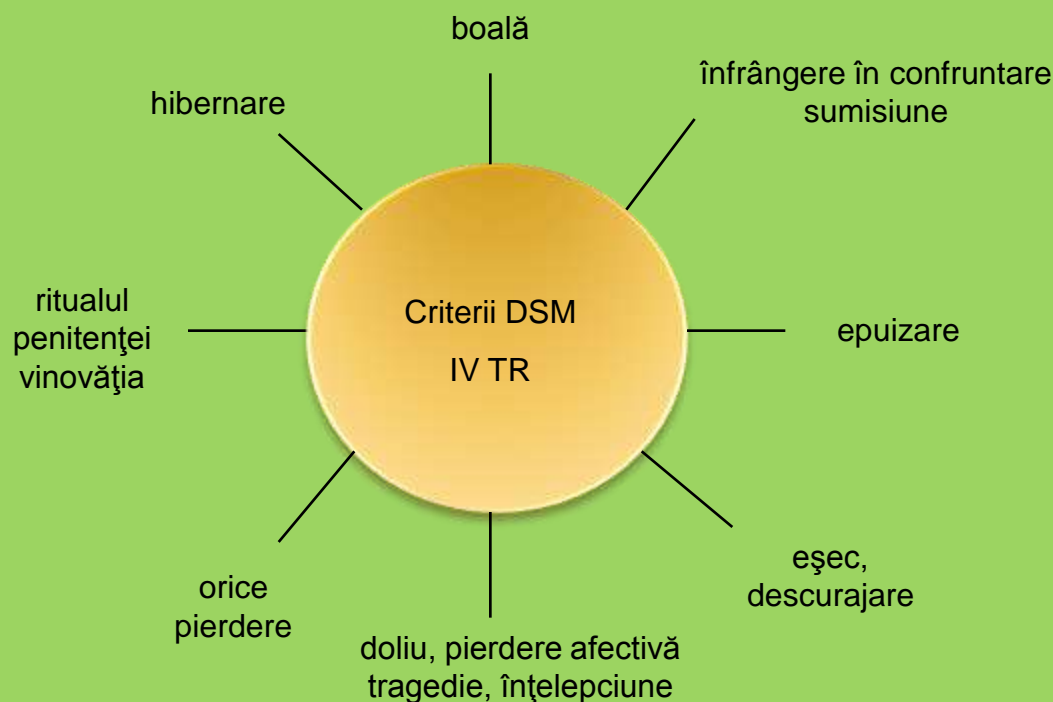 boală
înfrângere în confruntare
sumisiune
hibernare
ritualul
penitenţei
vinovăţia
Criterii DSM
IV TR
epuizare
eşec,
descurajare
orice
pierdere
doliu, pierdere afectivă
tragedie, înţelepciune